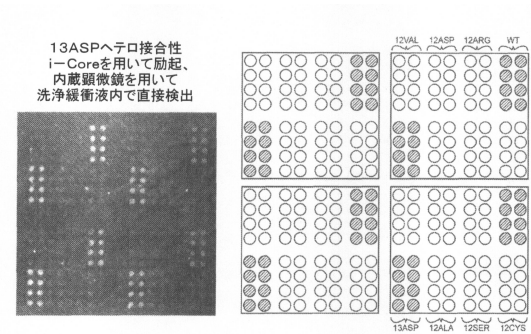 13ASPヘテロ接合性
i－Coreを用いて励起、
内蔵顕微鏡を用いて
洗浄緩衝液内で直接検出
12VAL 12ASP 12ARG WT
13ASP 12ALA 12SER 12CYS